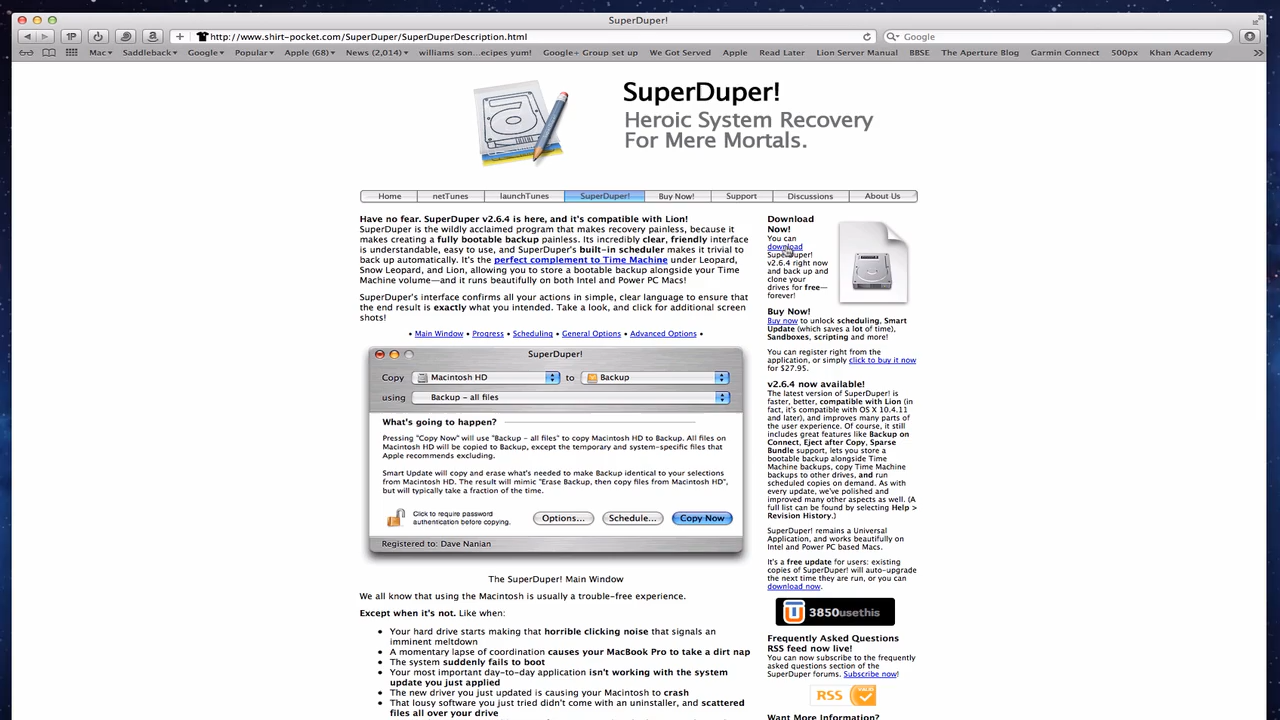 SuperDuper!
http://www.shirt-pocket.com/SuperDuper/SuperDuperDescription.html
Google
Mac
Saddleback
Google
Popular
Apple (68)
News (2,014)
williams son...ecipes yum!
Google+ Group set up
We Got Served
Apple
Read Later
Lion Server Manual
BBSE
The Aperture Blog
Garmin Connect
500px
Khan Academy
SuperDuper!
Heroic System Recovery
For Mere Mortals.
Home
netTunes
launchTunes
SuperDuper!
Buy Now!
Support
Discussions
About Us
Have no fear. SuperDuper v2.6.4 is here, and it's compatible with Lion!
SuperDuper is the wildly acclaimed program that makes recovery painless, because it
makes creating a fully bootable backup painless. Its incredibly clear, friendly interface
is understandable, easy to use, and SuperDuper's built-in scheduler makes it trivial to
back up automatically. It's the perfect complement to Time Machine under Leopard,
Snow Leopard, and Lion, allowing you to store a bootable backup alongside your Time
Machine volume—and it runs beautifully on both Intel and Power PC Macs!
SuperDuper's interface confirms all your actions in simple, clear language to ensure that
the end result is exactly what you intended. Take a look, and click for additional screen
shots!
• Main Window • Progress • Scheduling • General Options • Advanced Options •
SuperDuper!
Copy Macintosh HD to Backup
using Backup - all files
What's going to happen?
Pressing "Copy Now" will use "Backup - all files" to copy Macintosh HD to Backup. All files on
Macintosh HD will be copied to Backup, except the temporary and system-specific files that
Apple recommends excluding.
Smart Update will copy and erase what's needed to make Backup identical to your selections
from Macintosh HD. The result will mimic "Erase Backup, then copy files from Macintosh HD",
but will typically take a fraction of the time.
Click to require password
authentication before copying.
Options...
Schedule...
Copy Now
Registered to: Dave Nanian
The SuperDuper! Main Window
We all know that using the Macintosh is usually a trouble-free experience.
Except when it's not. Like when:
• Your hard drive starts making that horrible clicking noise that signals an
imminent meltdown
• A momentary lapse of coordination causes your MacBook Pro to take a dirt nap
• The system suddenly fails to boot
• Your most important day-to-day application isn't working with the system
update you just applied
• The new driver you just updated is causing your Macintosh to crash
• That lousy software you just tried didn't come with an uninstaller, and scattered
files all over your drive
Download
Now!
You can
download
SuperDuper!
v2.6.4 right now
and back up and
clone your
drives for free—
forever!
Buy Now!
Buy now to unlock scheduling, Smart
Update (which saves a lot of time),
Sandboxes, scripting and more!
You can register right from the
application, or simply click to buy it now
for $27.95.
v2.6.4 now available!
The latest version of SuperDuper! is
faster, better, compatible with Lion (in
fact, it's compatible with OS X 10.4.11
and later), and improves many parts of
the user experience. Of course, it still
includes great features like Backup on
Connect, Eject after Copy, Sparse
Bundle support, lets you store a
bootable backup alongside Time
Machine backups, copy Time Machine
backups to other drives, and run
scheduled copies on demand. As with
every update, we've polished and
improved many other aspects as well. (A
full list can be found by selecting Help >
Revision History.)
SuperDuper! remains a Universal
Application, and works beautifully on
Intel and Power PC based Macs.
It's a free update for users: existing
copies of SuperDuper! will auto-upgrade
the next time they are run, or you can
download now.
3850usethis
Frequently Asked Questions
RSS feed now live!
You can now subscribe to the frequently
asked questions section of the
SuperDuper forums. Subscribe now!
RSS VALID
Want More Information?